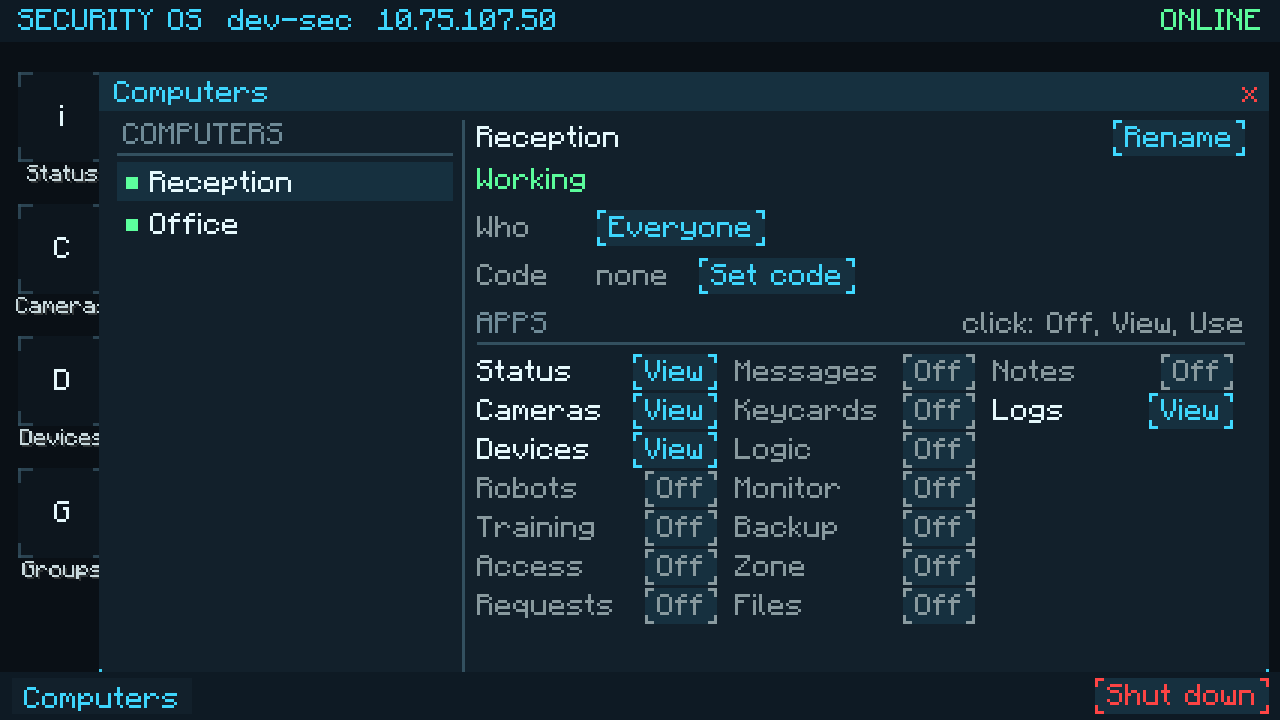 SECURITY OS dev-sec 10.75.107.50 ONLINE
Computers x
i
Status
C
Cameras
D
Devices
G
Groups
COMPUTERS
Reception
Office
Reception [Rename]
Working
Who [Everyone]
Code none [Set code]
APPS click: Off, View, Use
Status [View] Messages [Off] Notes [Off]
Cameras [View] Keycards [Off] Logs [View]
Devices [View] Logic [Off]
Robots [Off] Monitor [Off]
Training [Off] Backup [Off]
Access [Off] Zone [Off]
Requests [Off] Files [Off]
Computers [Shut down]